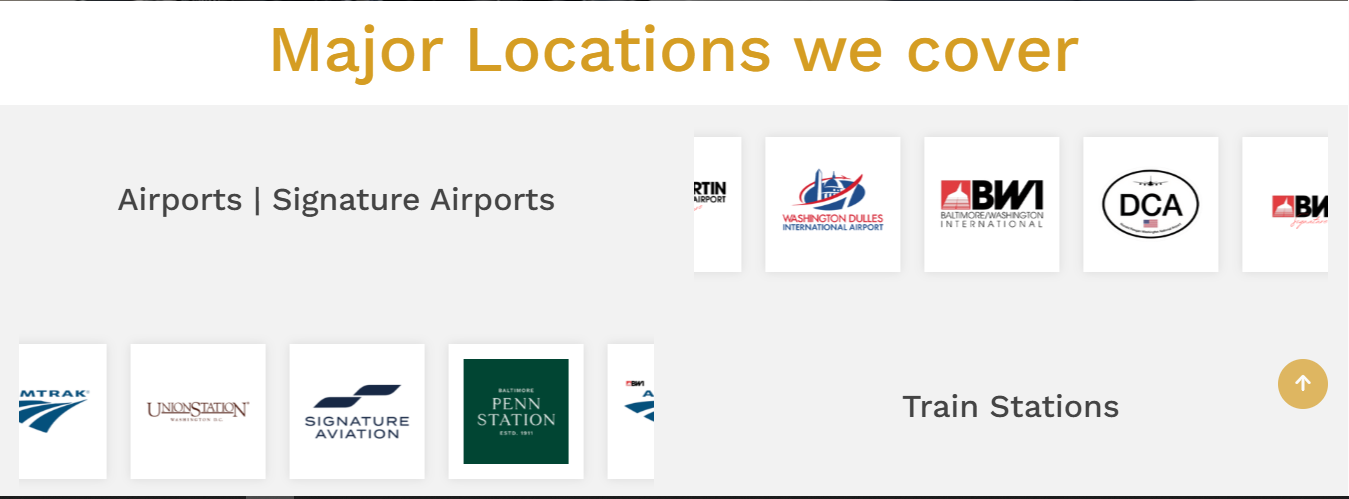 Major Locations we cover
Airports | Signature Airports
RTIN
AIRPORT
WASHINGTON DULLES
INTERNATIONAL AIRPORT
BWI
BALTIMORE/WASHINGTON
INTERNATIONAL
DCA
BW
MTRAK
UNIONSTATION
WASHINGTON D.C.
SIGNATURE
AVIATION
BALTIMORE
PENN
STATION
ESTD. 1911
BWI
A
Train Stations